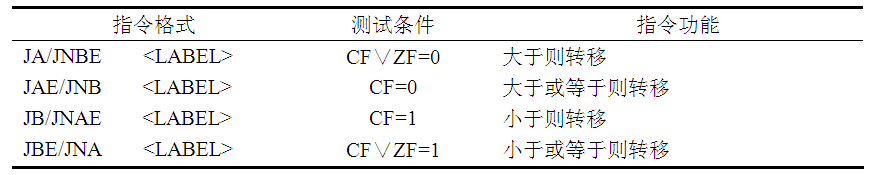 指令格式 测试条件 指令功能
JA/JNBE <LABEL> CF∨ZF=0 大于则转移
JAE/JNB <LABEL> CF=0 大于或等于则转移
JB/JNAE <LABEL> CF=1 小于则转移
JBE/JNA <LABEL> CF∨ZF=1 小于或等于则转移